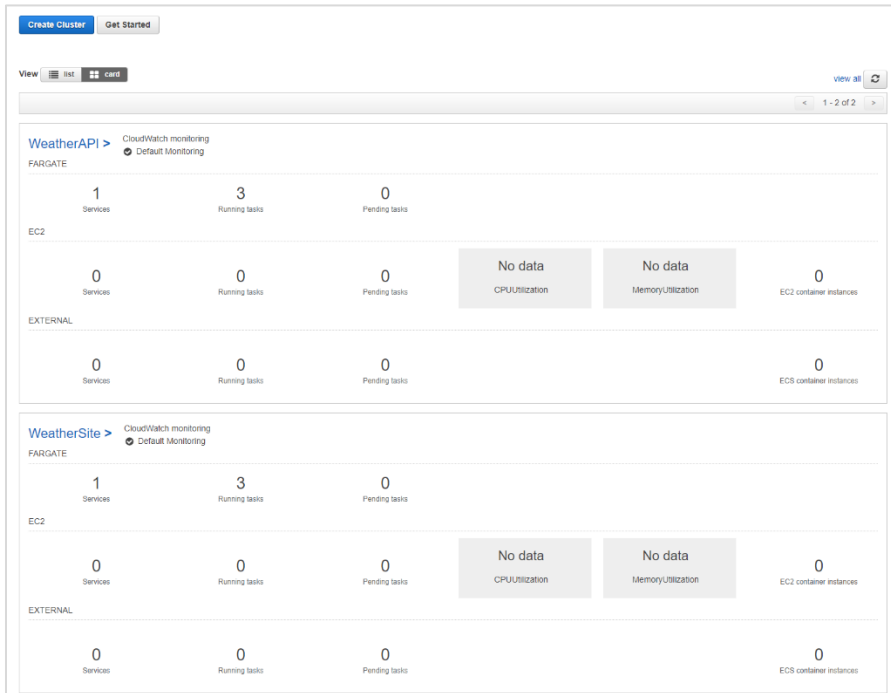 Create Cluster Get Started
View list card
view all
< 1 - 2 of 2 >
WeatherAPI > CloudWatch monitoring
Default Monitoring
FARGATE
1 3 0
Services Running tasks Pending tasks
EC2
0 0 0 No data No data 0
Services Running tasks Pending tasks CPUUtilization MemoryUtilization EC2 container instances
EXTERNAL
0 0 0 0
Services Running tasks Pending tasks ECS container instances
WeatherSite > CloudWatch monitoring
Default Monitoring
FARGATE
1 3 0
Services Running tasks Pending tasks
EC2
0 0 0 No data No data 0
Services Running tasks Pending tasks CPUUtilization MemoryUtilization EC2 container instances
EXTERNAL
0 0 0 0
Services Running tasks Pending tasks ECS container instances